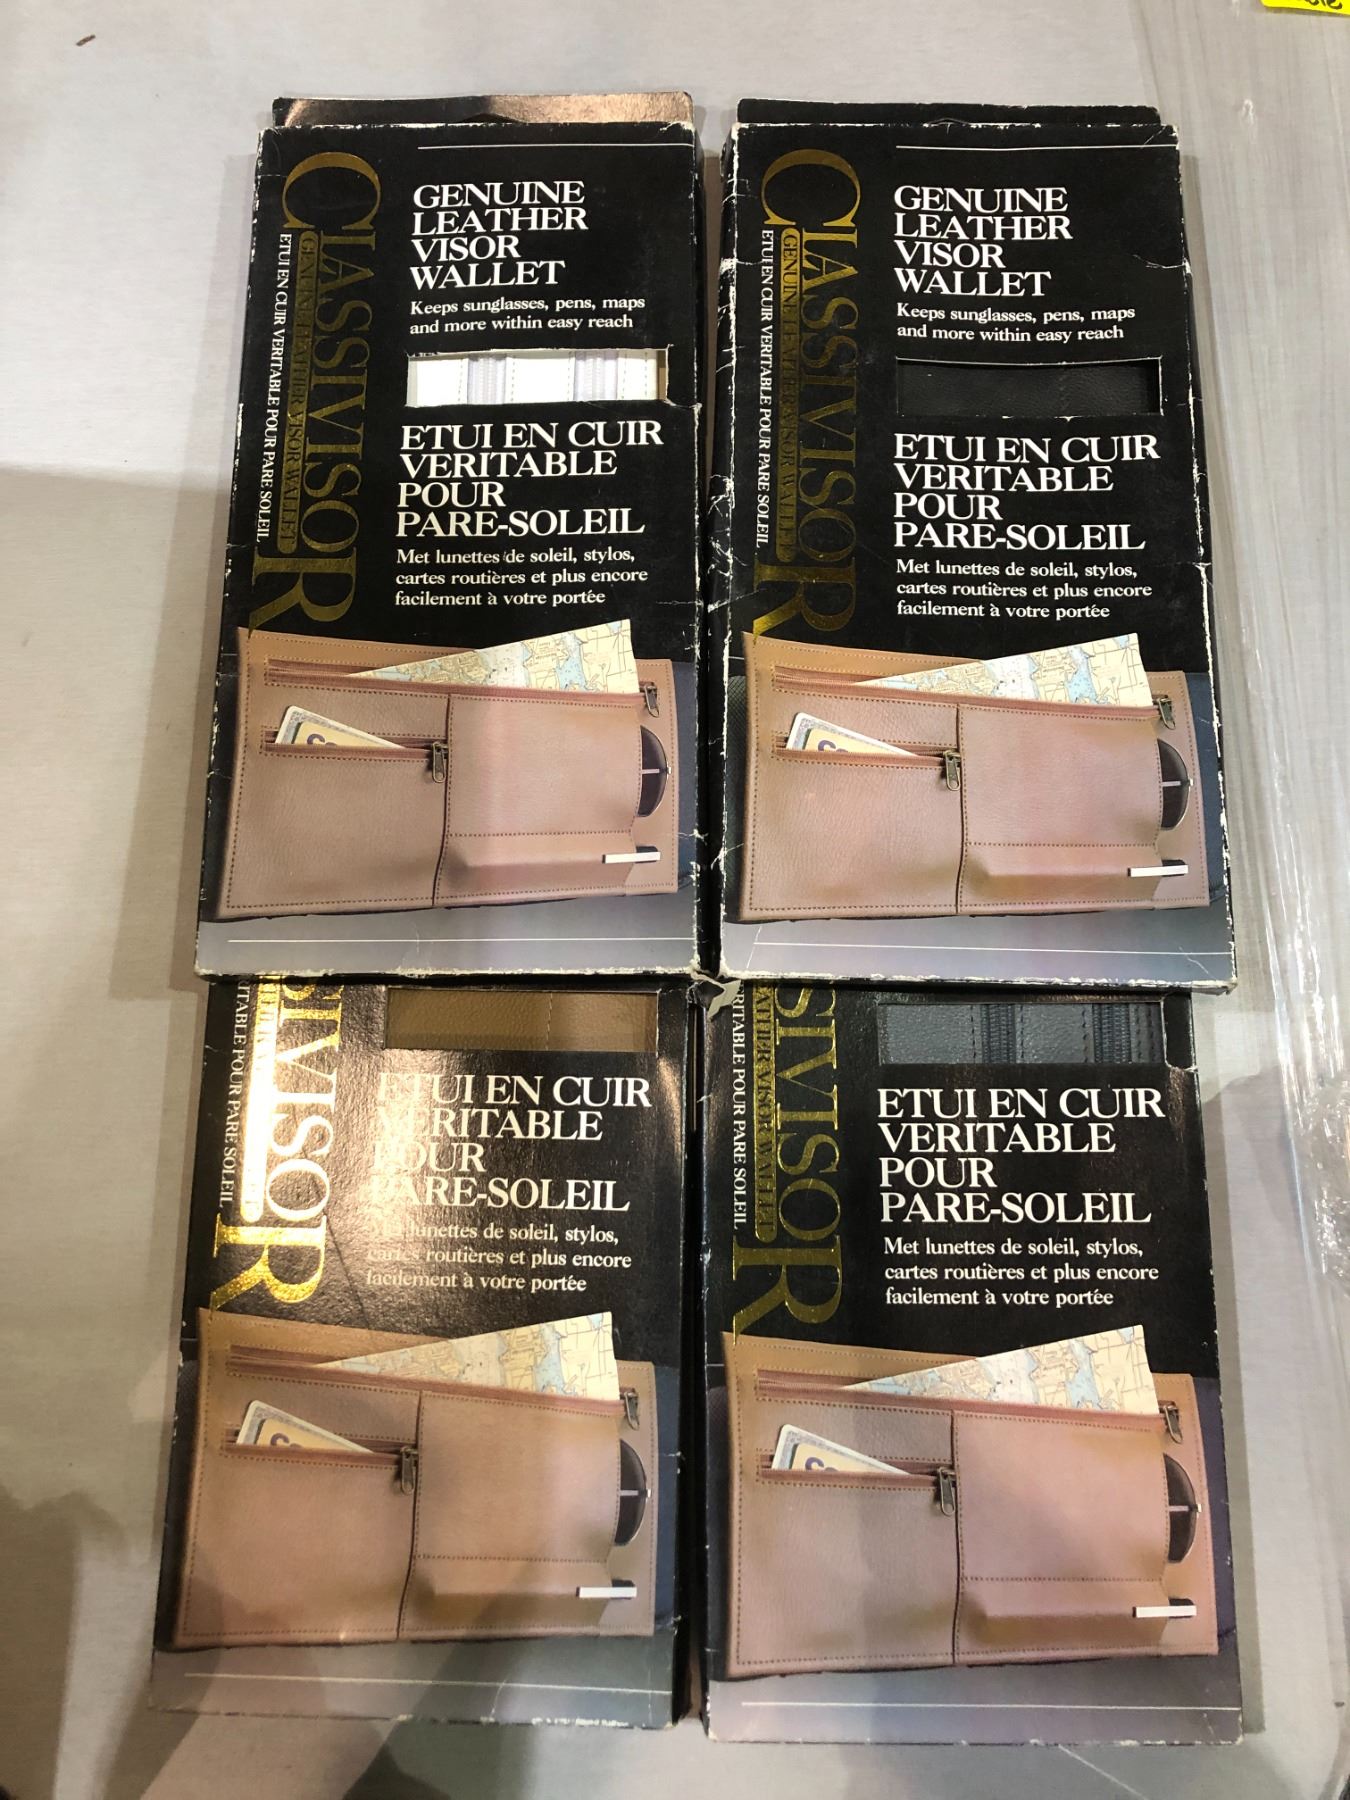 CLASSIVISOR
GENUINE LEATHER VISOR WALLET
ETUI EN CUIR VERITABLE POUR PARE SOLEIL
GENUINE
LEATHER
VISOR
WALLET
Keeps sunglasses, pens, maps
and more within easy reach
ETUI EN CUIR
VERITABLE
POUR
PARE-SOLEIL
Met lunettes de soleil, stylos,
cartes routières et plus encore
facilement à votre portée
CLASSIVISOR
GENUINE LEATHER VISOR WALLET
ETUI EN CUIR VERITABLE POUR PARE SOLEIL
GENUINE
LEATHER
VISOR
WALLET
Keeps sunglasses, pens, maps
and more within easy reach
ETUI EN CUIR
VERITABLE
POUR
PARE-SOLEIL
Met lunettes de soleil, stylos,
cartes routières et plus encore
facilement à votre portée
SIVISOR
ITABLE POUR PARE SOLEIL
ETUI EN CUIR
VERITABLE
POUR
PARE-SOLEIL
Met lunettes de soleil, stylos,
cartes routières et plus encore
facilement à votre portée
SIVISOR
LEATHER VISOR WALLET
RITABLE POUR PARE SOLEIL
ETUI EN CUIR
VERITABLE
POUR
PARE-SOLEIL
Met lunettes de soleil, stylos,
cartes routières et plus encore
facilement à votre portée